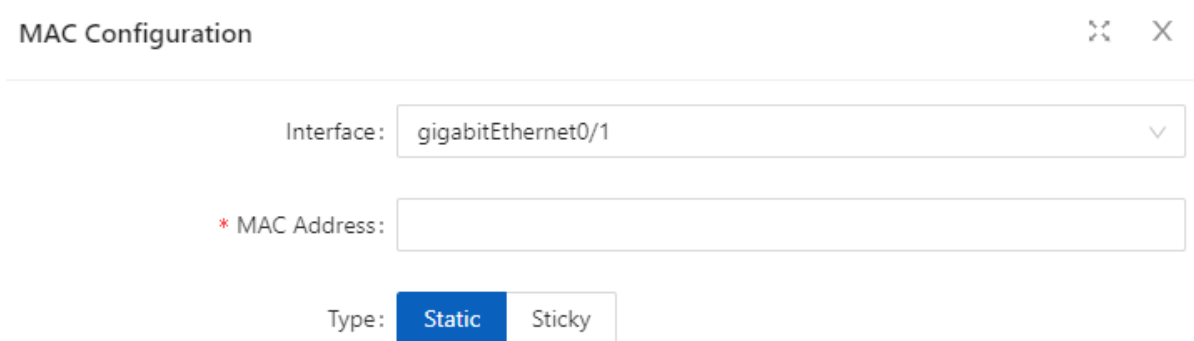 MAC Configuration
Interface: gigabitEthernet0/1
* MAC Address:
Type: Static Sticky